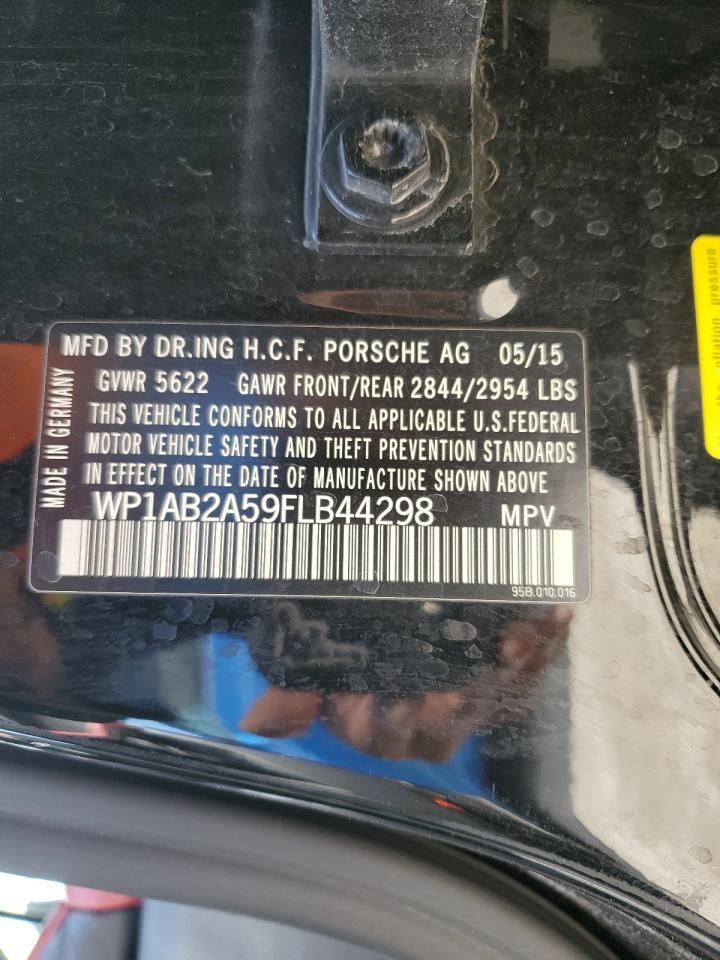 MFD BY DR.ING H.C.F. PORSCHE AG 05/15
GVWR 5622 GAWR FRONT/REAR 2844/2954 LBS
THIS VEHICLE CONFORMS TO ALL APPLICABLE U.S.FEDERAL
MOTOR VEHICLE SAFETY AND THEFT PREVENTION STANDARDS
IN EFFECT ON THE DATE OF MANUFACTURE SHOWN ABOVE
WP1AB2A59FLB44298 MPV
95B.010.016
MADE IN GERMANY
pressure